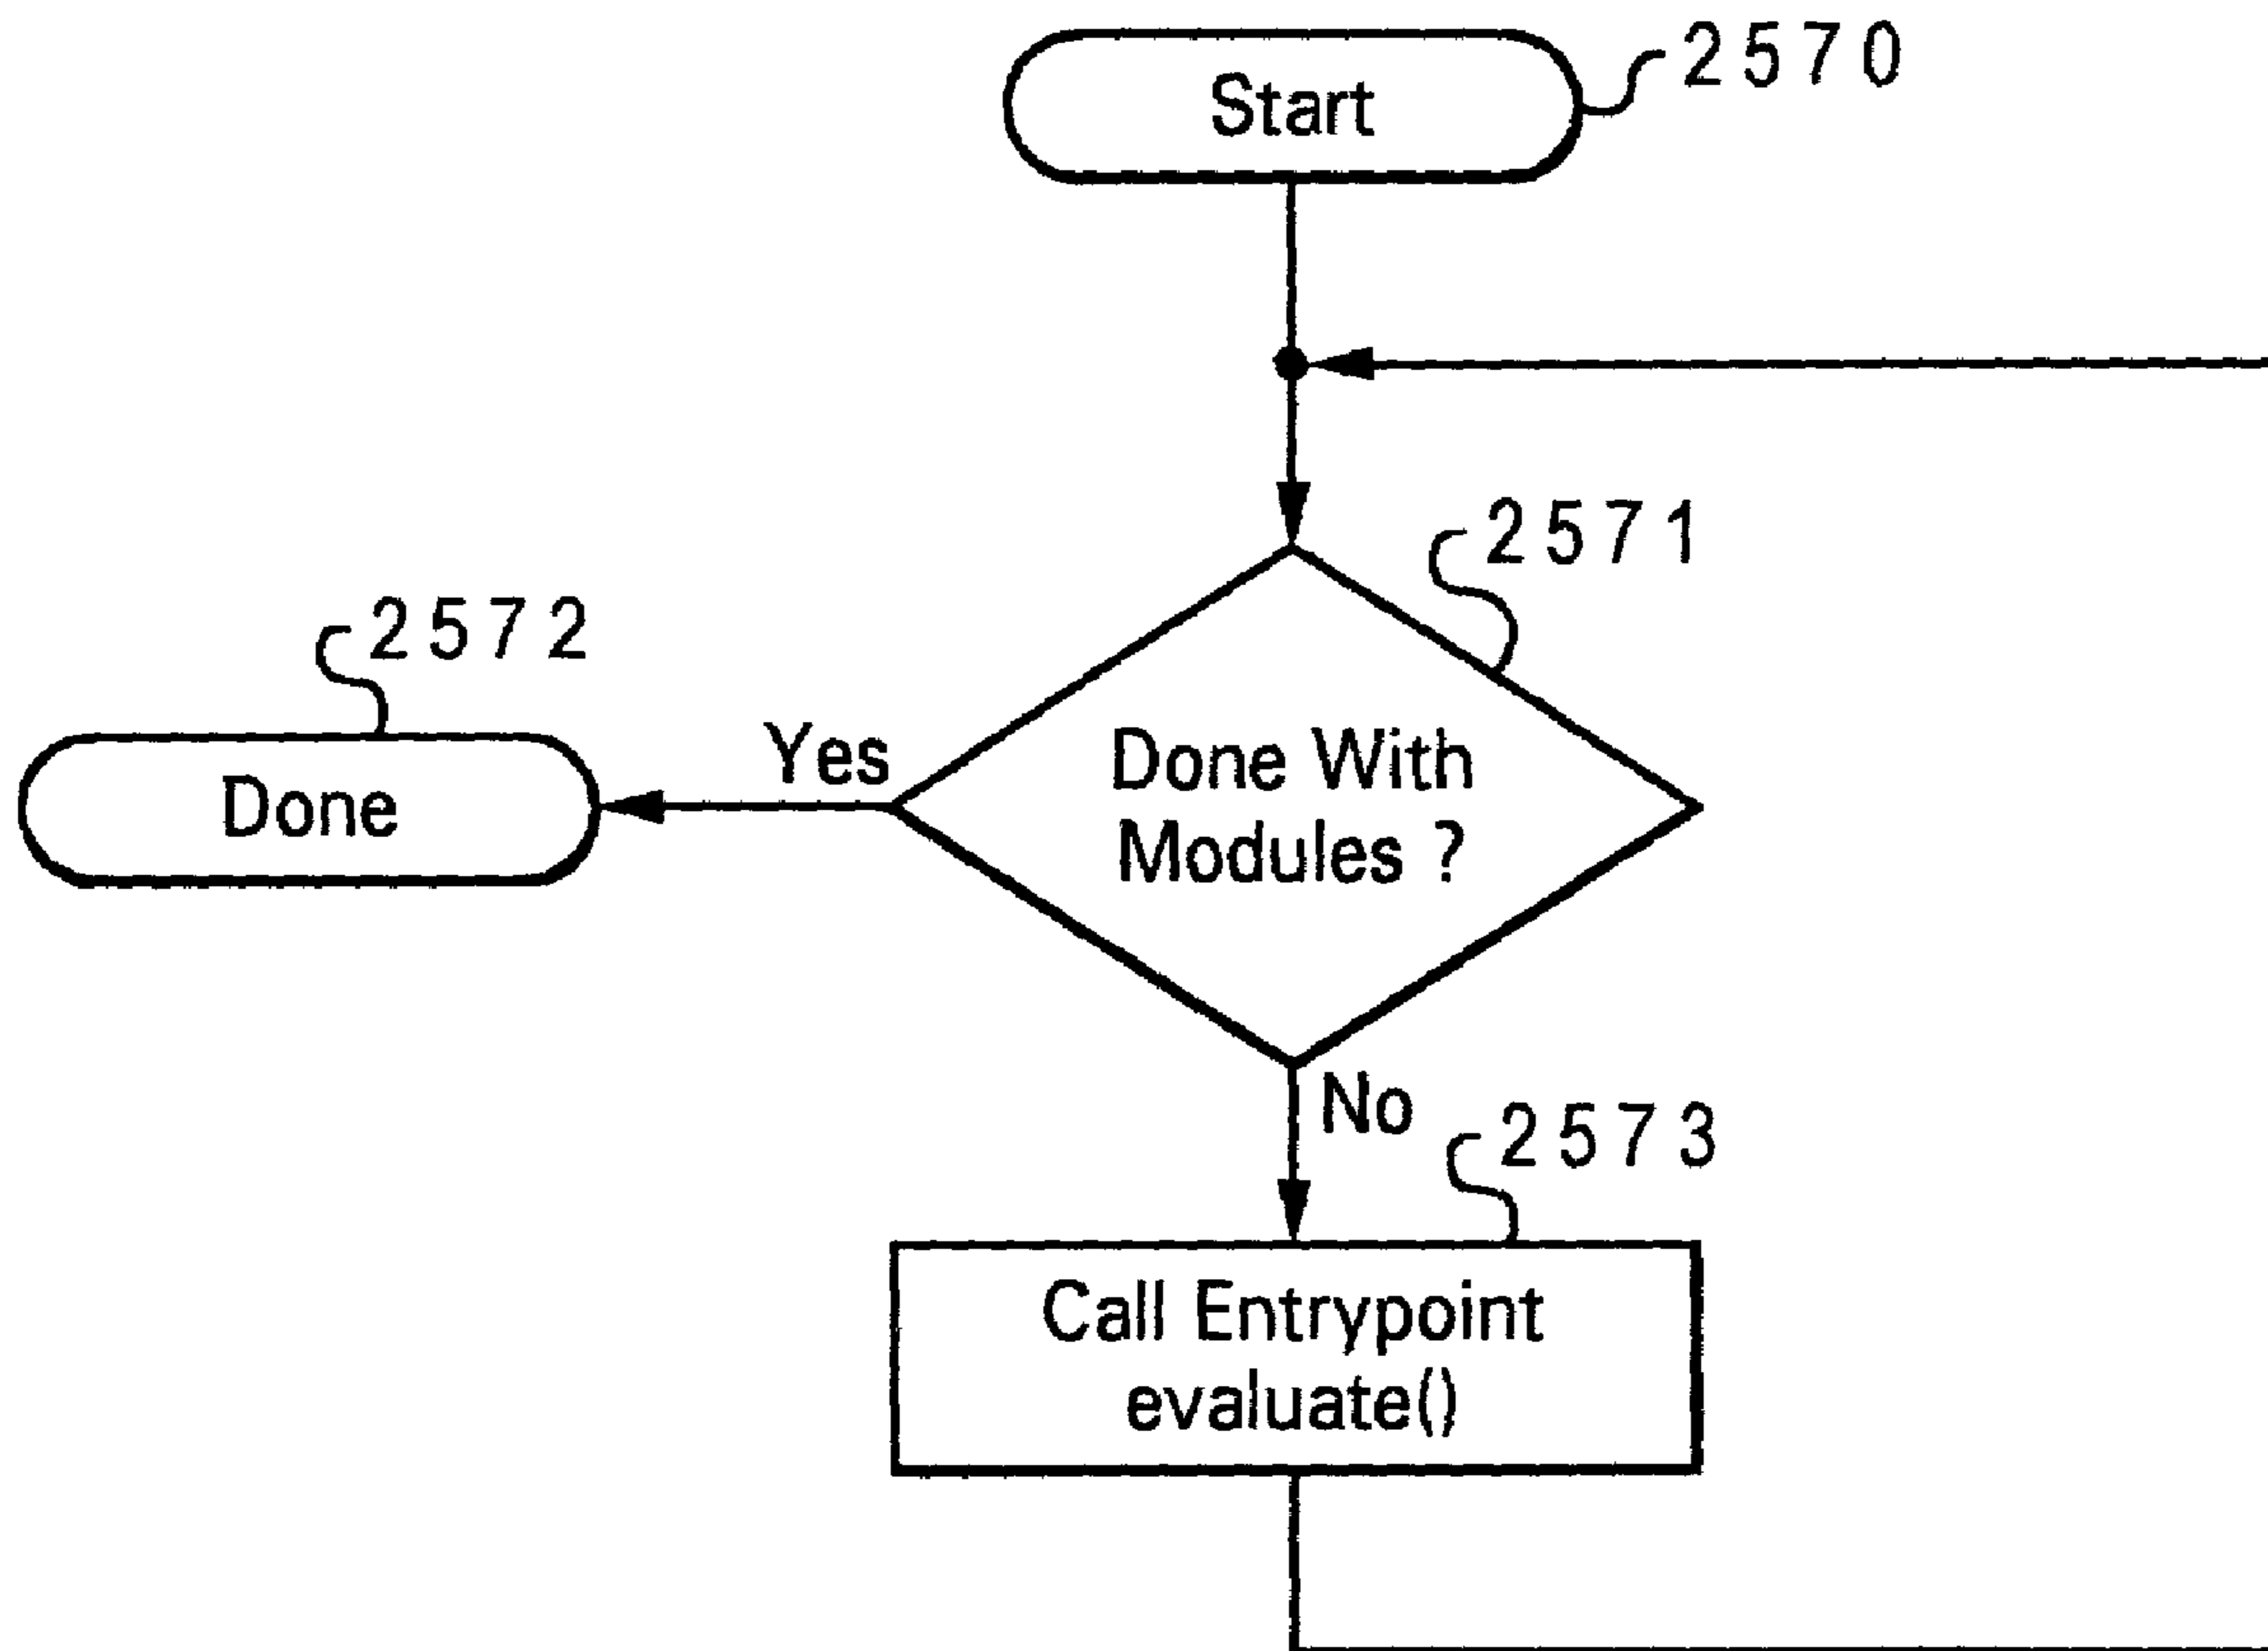 Start
2570
2571
2572
Yes
Done With
Modules ?
Done
No
2573
Call Entrypoint
evaluate()